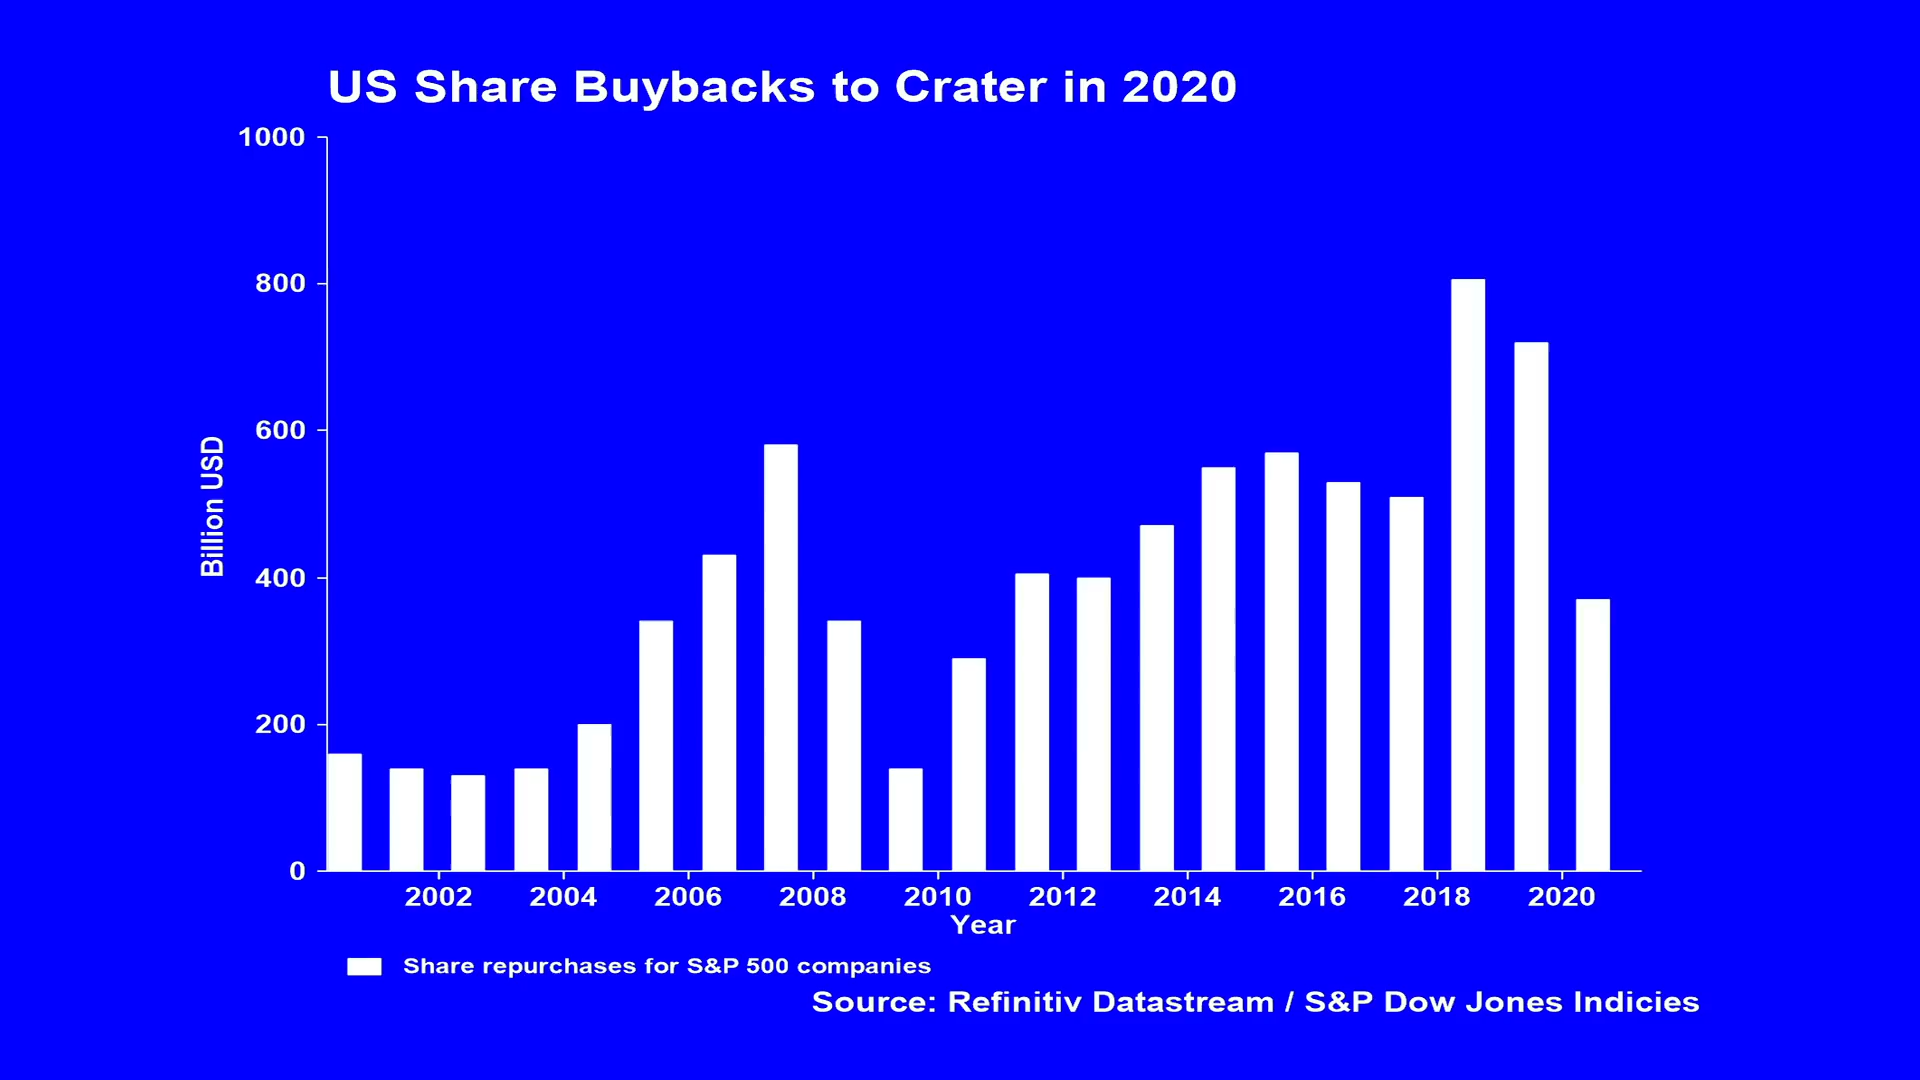 US Share Buybacks to Crater in 2020
1000
800
600
400
200
0
Billion USD
2002 2004 2006 2008 2010 2012 2014 2016 2018 2020
Year
Share repurchases for S&P 500 companies
Source: Refinitiv Datastream / S&P Dow Jones Indicies